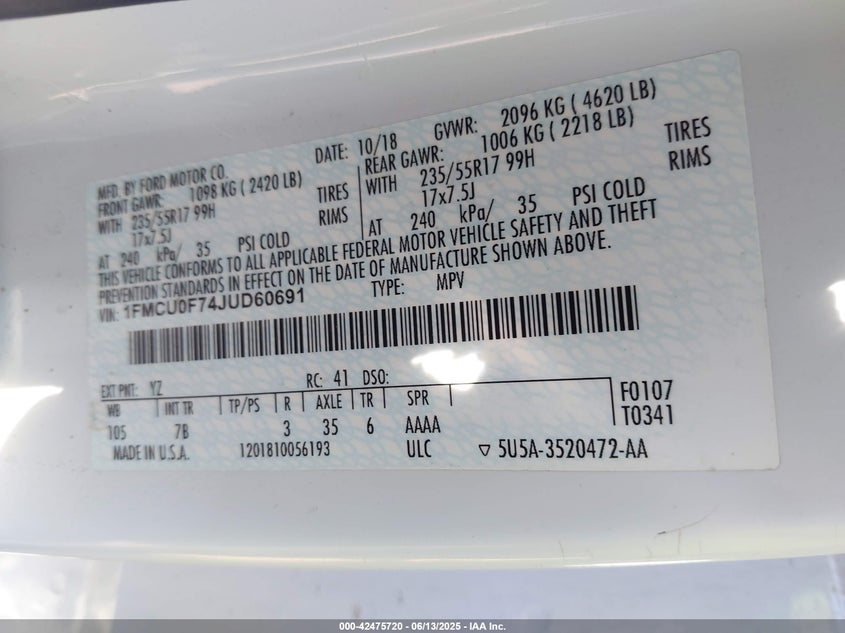 MFD. BY FORD MOTOR CO. DATE: 10/18 GVWR: 2096 KG ( 4620 LB)
FRONT GAWR: 1098 KG ( 2420 LB) REAR GAWR: 1006 KG ( 2218 LB)
WITH 235/55R17 99H TIRES WITH 235/55R17 99H TIRES
17x7.5J RIMS 17x7.5J RIMS
AT 240 kPa/ 35 PSI COLD AT 240 kPa/ 35 PSI COLD
THIS VEHICLE CONFORMS TO ALL APPLICABLE FEDERAL MOTOR VEHICLE SAFETY AND THEFT
PREVENTION STANDARDS IN EFFECT ON THE DATE OF MANUFACTURE SHOWN ABOVE.
VIN: 1FMCU0F74JUD60691 TYPE: MPV
EXT PNT: YZ RC: 41 DSO:
WB INT TR TP/PS R AXLE TR SPR F0107
105 7B 3 35 6 AAAA T0341
MADE IN U.S.A. 1201810056193 ULC ▽ 5U5A-3520472-AA
000-42475720 - 06/13/2025 - IAA Inc.